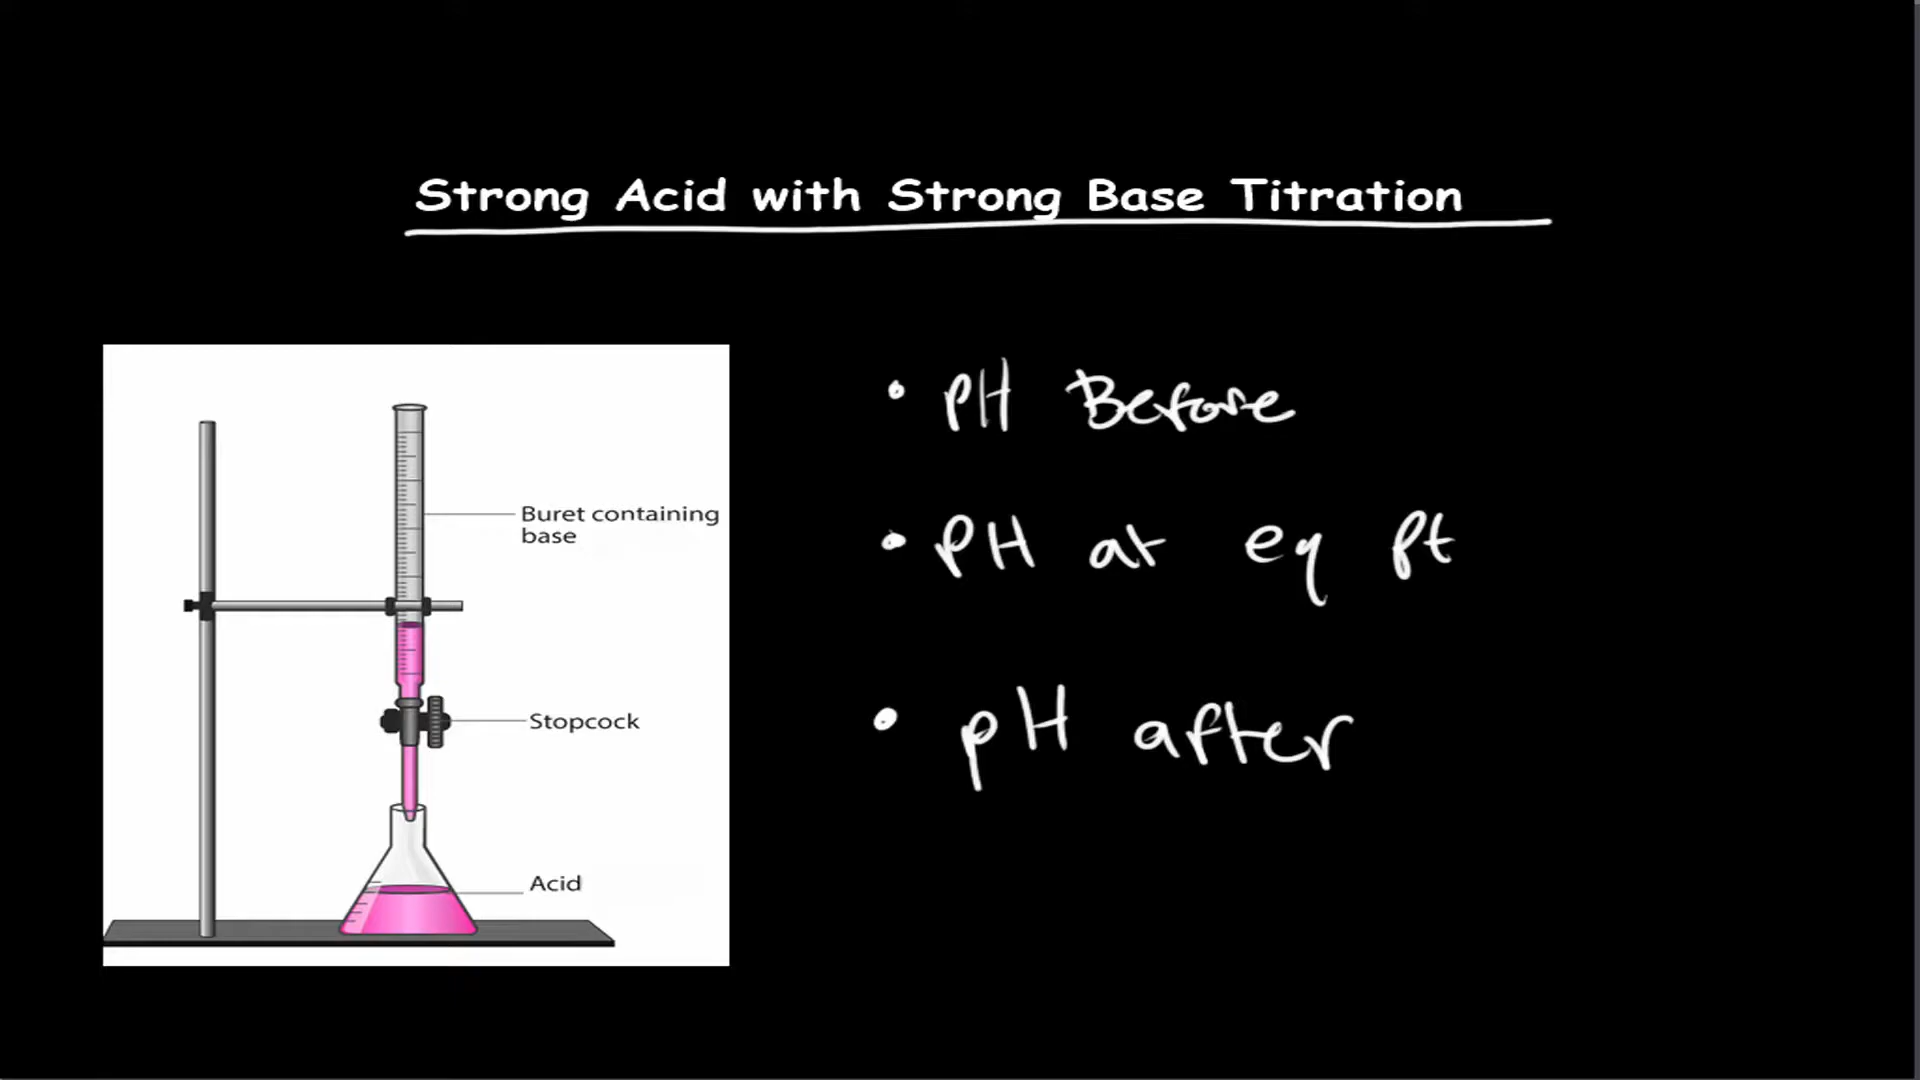 Strong Acid with Strong Base Titration
Buret containing
base
Stopcock
Acid
• pH Before
• pH at eq pt
• pH after